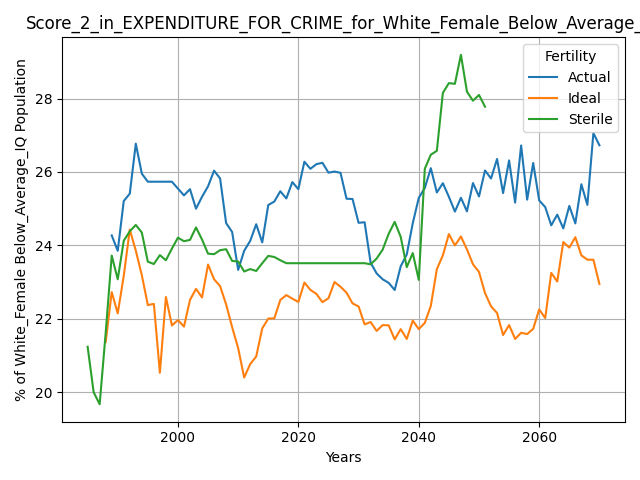 Score_2_in_EXPENDITURE_FOR_CRIME_for_White_Female_Below_Average_
% of White_Female Below_Average_IQ Population
Fertility
Actual
Ideal
Sterile
28
26
24
22
20
2000
2020
2040
2060
Years